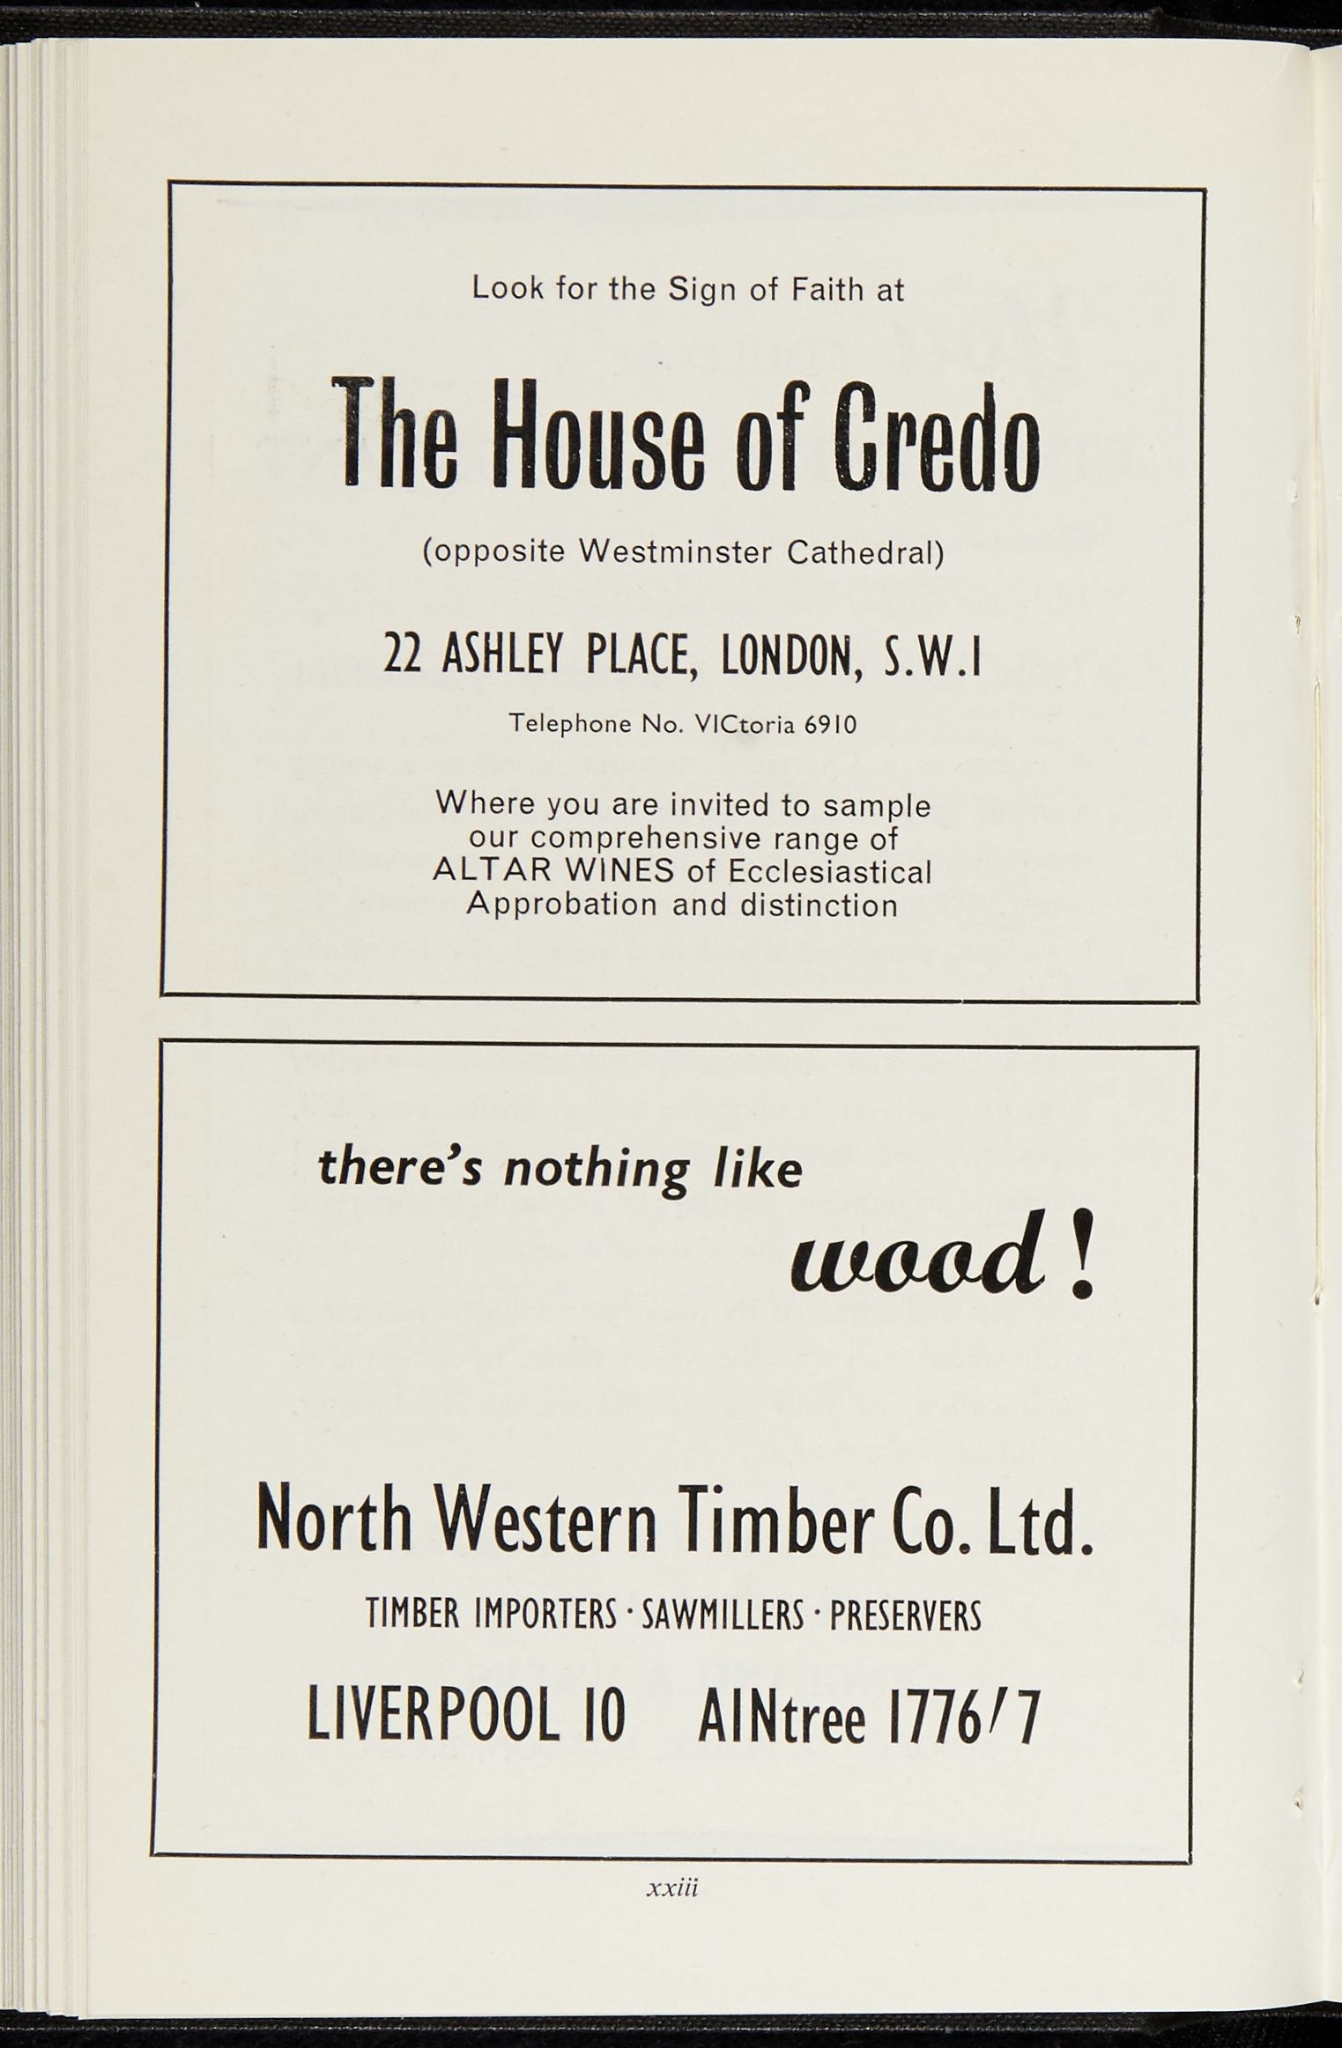 Look for the Sign of Faith at
The House of Credo
(opposite Westminster Cathedral)
22 ASHLEY PLACE, LONDON, S.W.1
Telephone No. VICtoria 6910
Where you are invited to sample
our comprehensive range of
ALTAR WINES of Ecclesiastical
Approbation and distinction
there's nothing like
wood!
North Western Timber Co. Ltd.
TIMBER IMPORTERS · SAWMILLERS · PRESERVERS
LIVERPOOL 10 AINtree 1776/7
xxiii